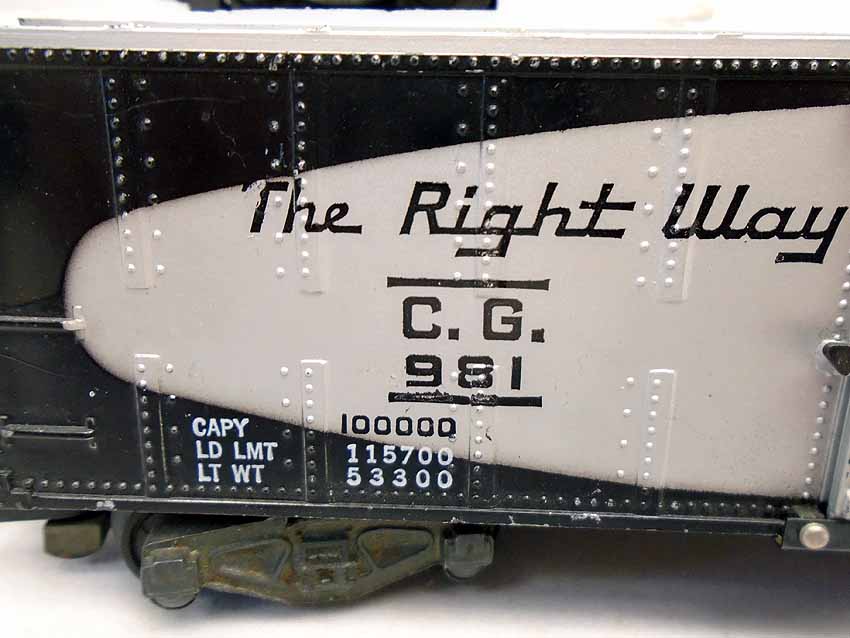 The Right Way
C. G.
981
CAPY 100000
LD LMT 115700
LT WT 53300